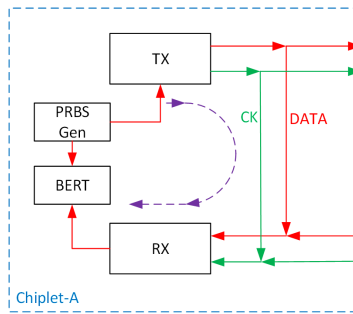 TX
PRBS
Gen
CK
DATA
BERT
RX
Chiplet-A